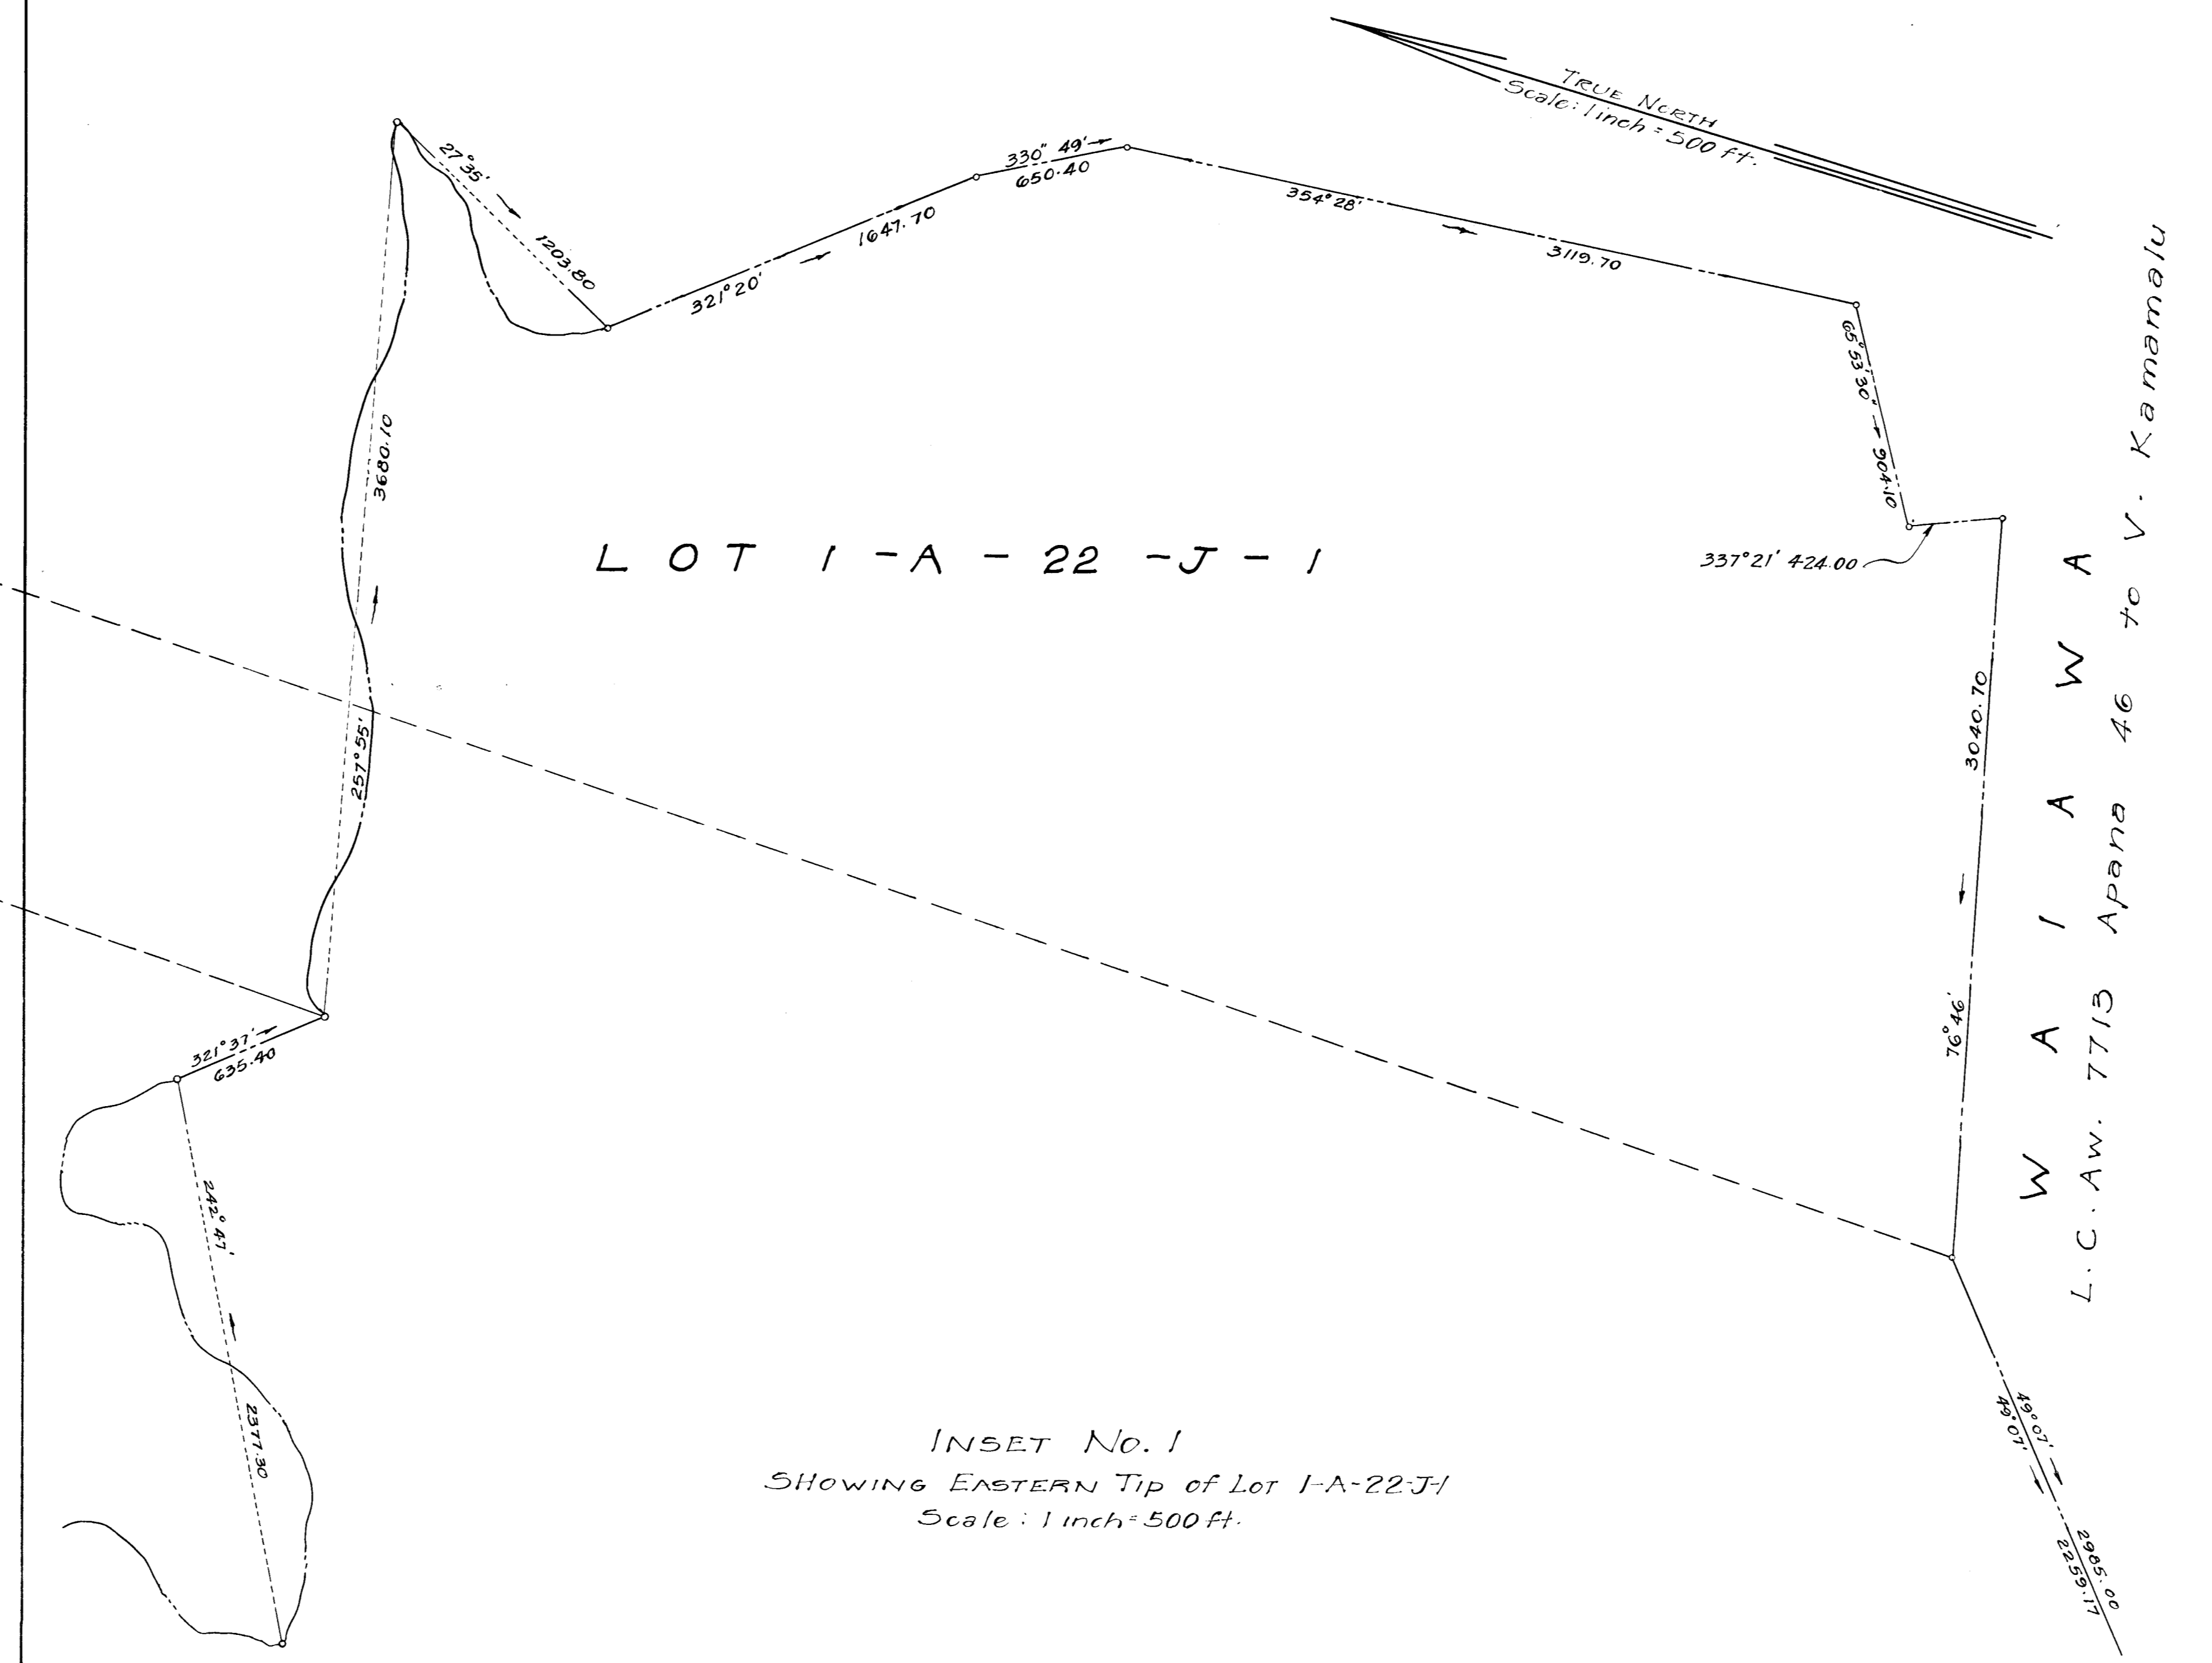 TRUE NORTH
Scale: 1 inch = 500 ft.
27°35'
1203.80
321°20'
1647.70
330" 49'
650.40
354°28'
3119.70
65°53'30" 904.10
337°21' 424.00
3680.10
257°55'
LOT 1-A-22-J-1
3040.70
76°46'
WAIAWA
L.C. Aw. 7713 Apana 46 to V. Kamamalu
321°37'
635.40
242°47'
2377.30
49°07'
49°07'
2985.00
2259.17
INSET No. 1
SHOWING EASTERN TIP of LOT 1-A-22-J-1
Scale: 1 inch = 500 ft.